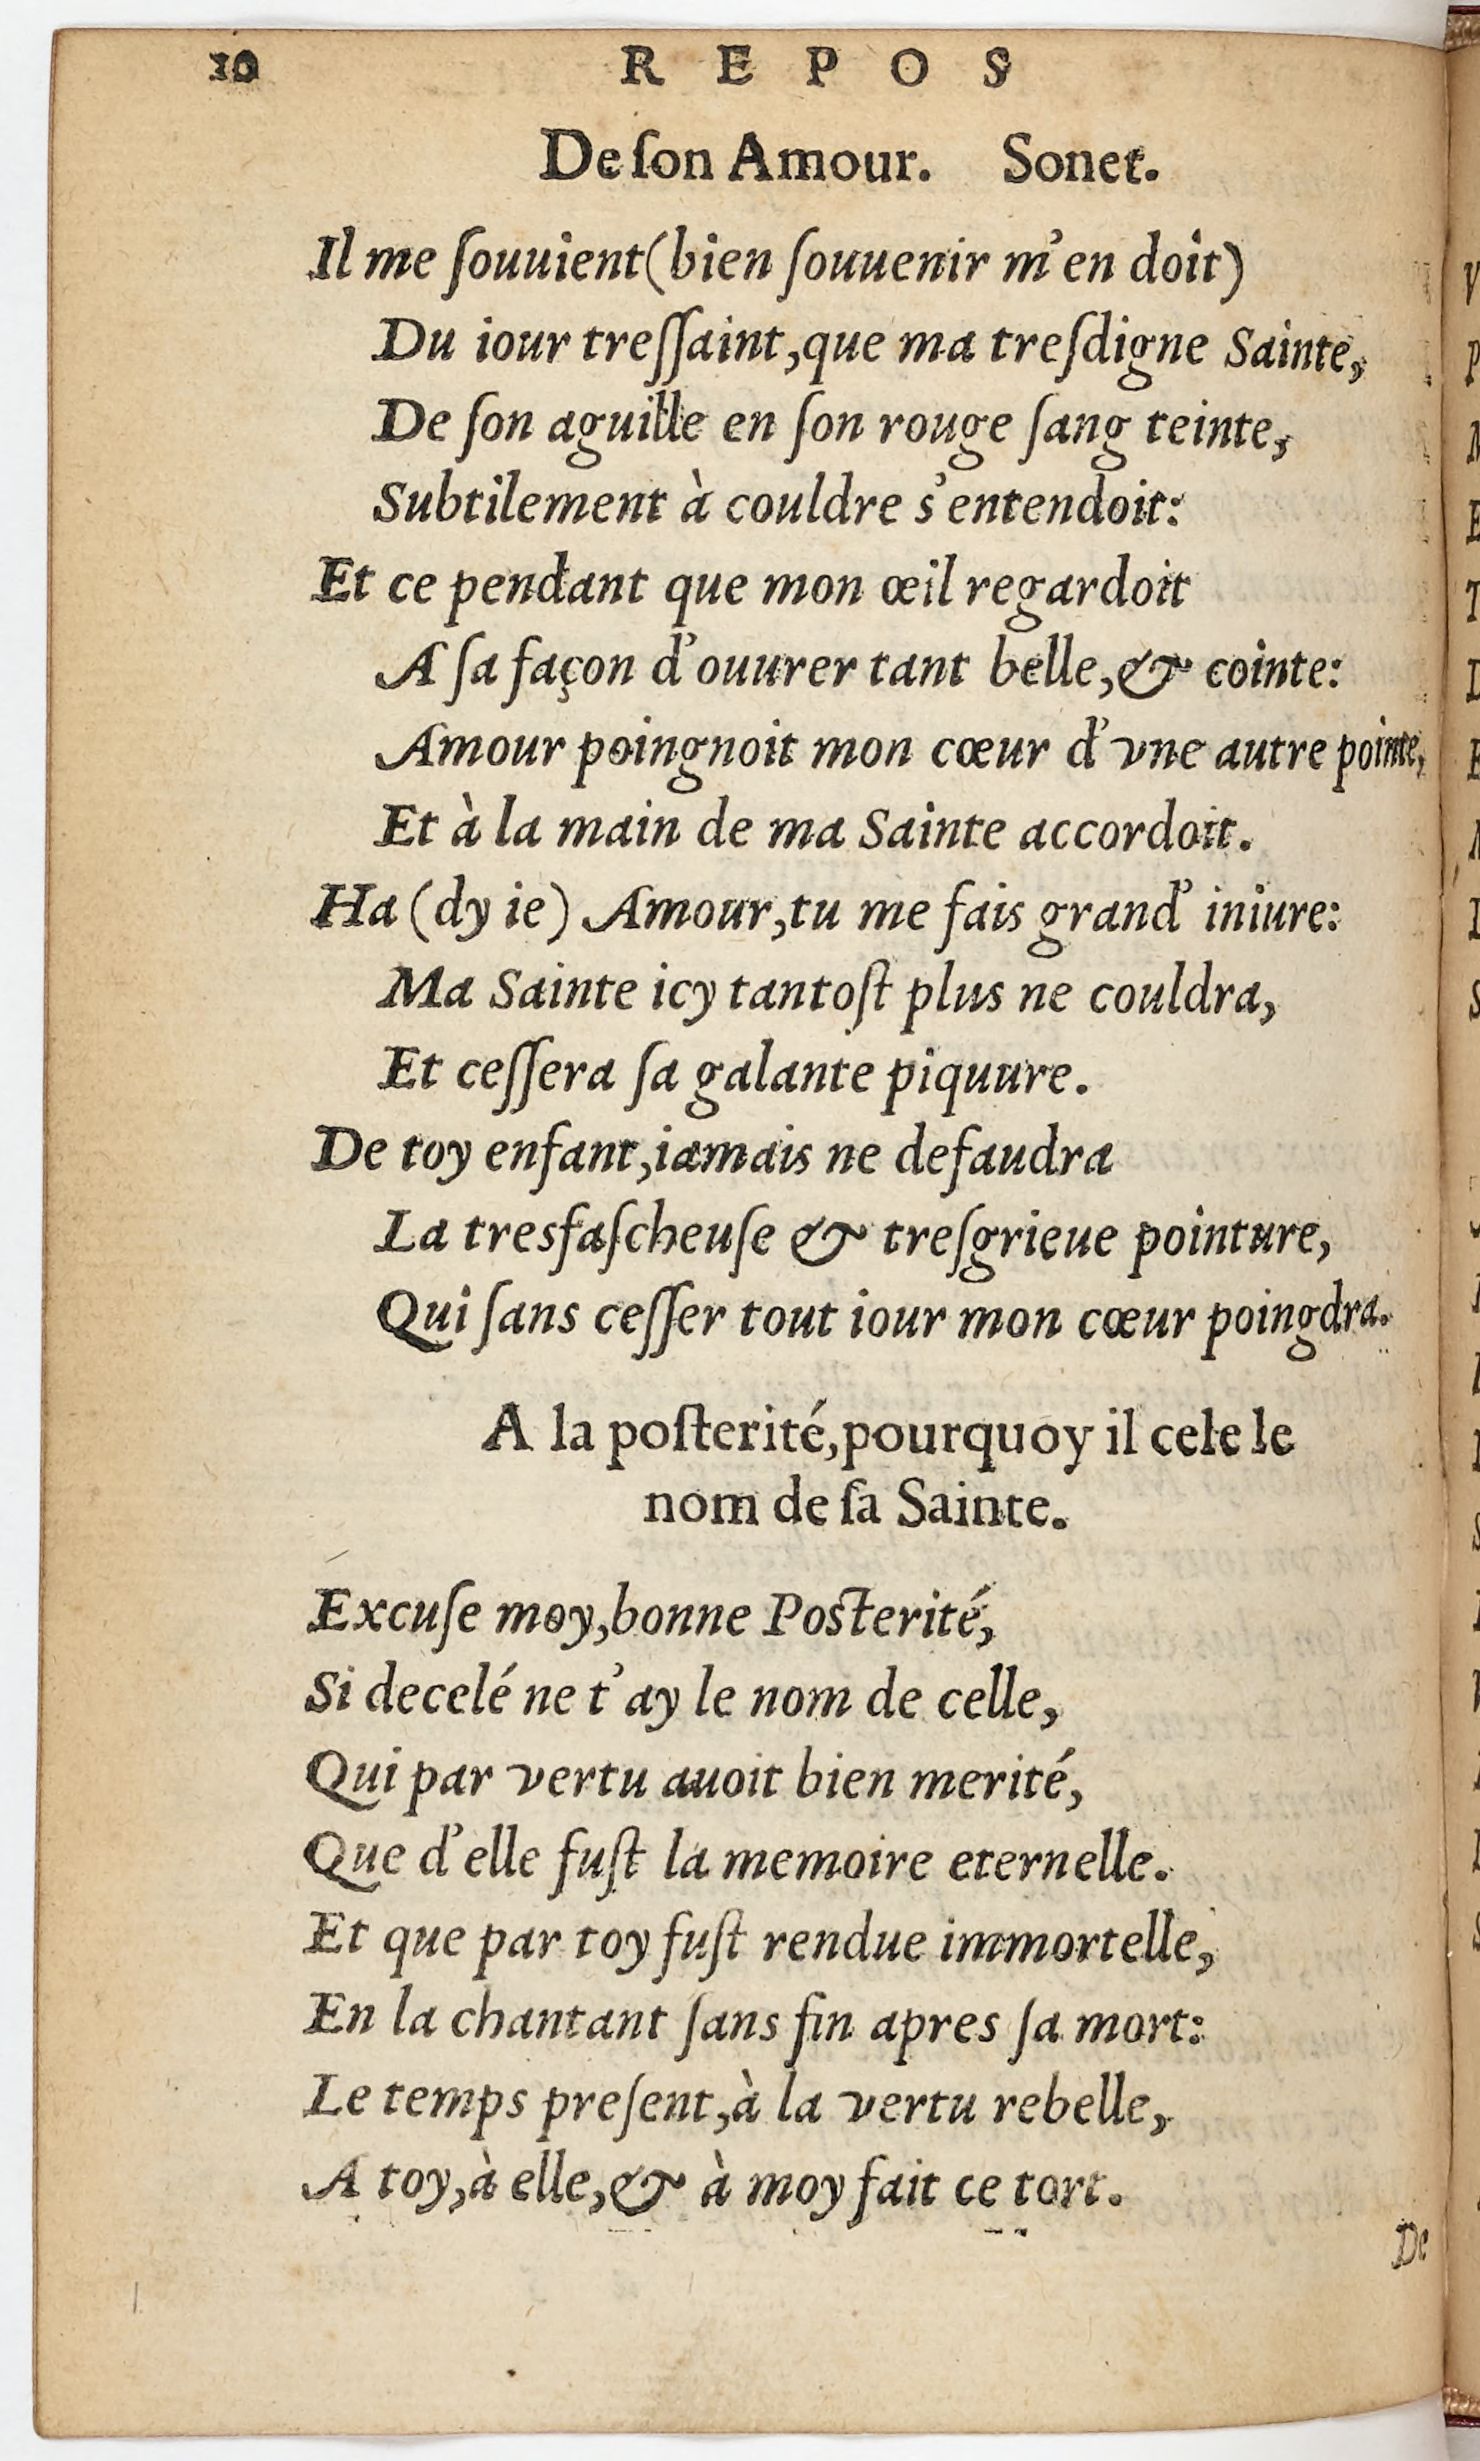 10 REPOS
De ſon Amour. Sonet.
Il me ſouuient (bien ſouuenir m'en doit)
Du iour treſſaint, que ma treſdigne Sainte,
De ſon aguille en ſon rouge ſang teinte,
Subtilement à couldre s'entendoit:
Et ce pendant que mon œil regardoit
A ſa façon d'ouurer tant belle, & cointe:
Amour poingnoit mon cœur d'vne autre pointe,
Et à la main de ma Sainte accordoit.
Ha (dy ie) Amour, tu me fais grand' iniure:
Ma Sainte icy tantoſt plus ne couldra,
Et ceſſera ſa galante piquure.
De toy enfant, iamais ne defaudra
La tresfaſcheuſe & treſgrieue pointure,
Qui ſans ceſſer tout iour mon cœur poingdra.
A la poſterité, pourquoy il cele le
nom de ſa Sainte.
Excuſe moy, bonne Poſterité,
Si decelé ne t'ay le nom de celle,
Qui par vertu auoit bien merité,
Que d'elle fuſt la memoire eternelle.
Et que par toy fuſt rendue immortelle,
En la chantant ſans fin apres ſa mort:
Le temps preſent, à la vertu rebelle,
A toy, à elle, & à moy fait ce tort.
De